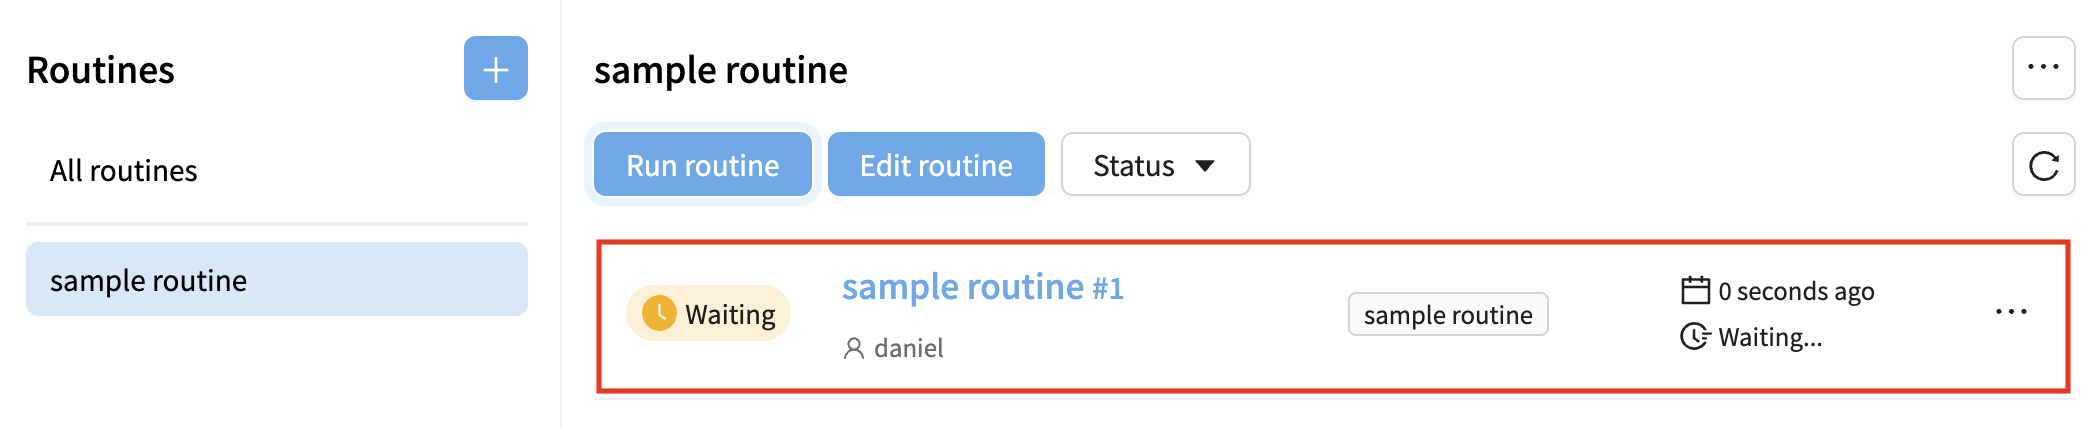 Routines
All routines
sample routine
sample routine
Run routine
Edit routine
Status
Waiting
sample routine #1
daniel
sample routine
0 seconds ago
Waiting...